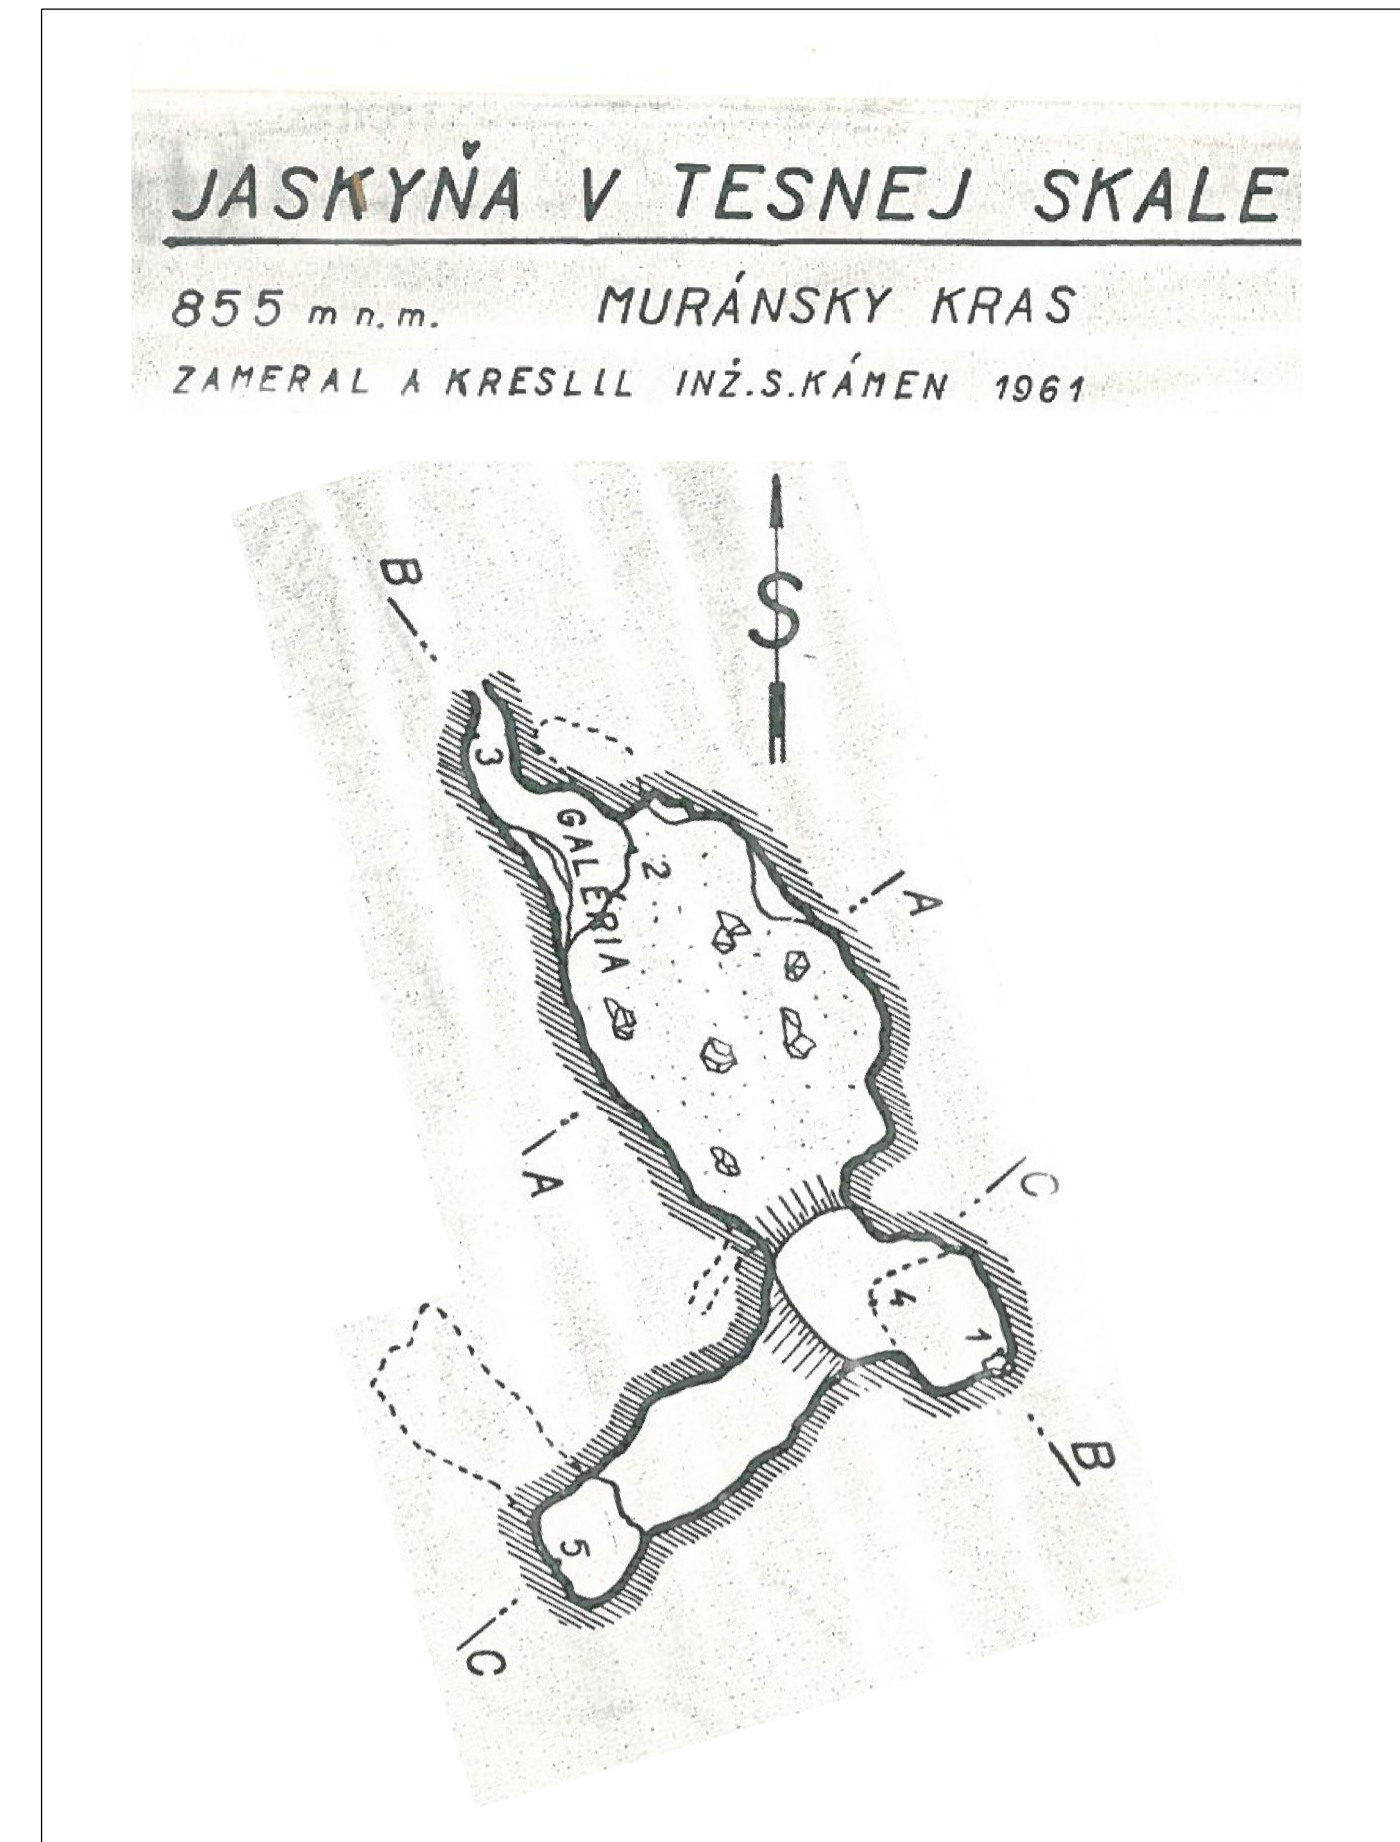 JASKYŇA V TESNEJ SKALE
855 m n. m. MURÁNSKY KRAS
ZAMERAL A KRESLIL INŽ.S.KÁMEN 1961
B
S
3
GALÉRIA
2
A
A
C
4
1
B
5
C